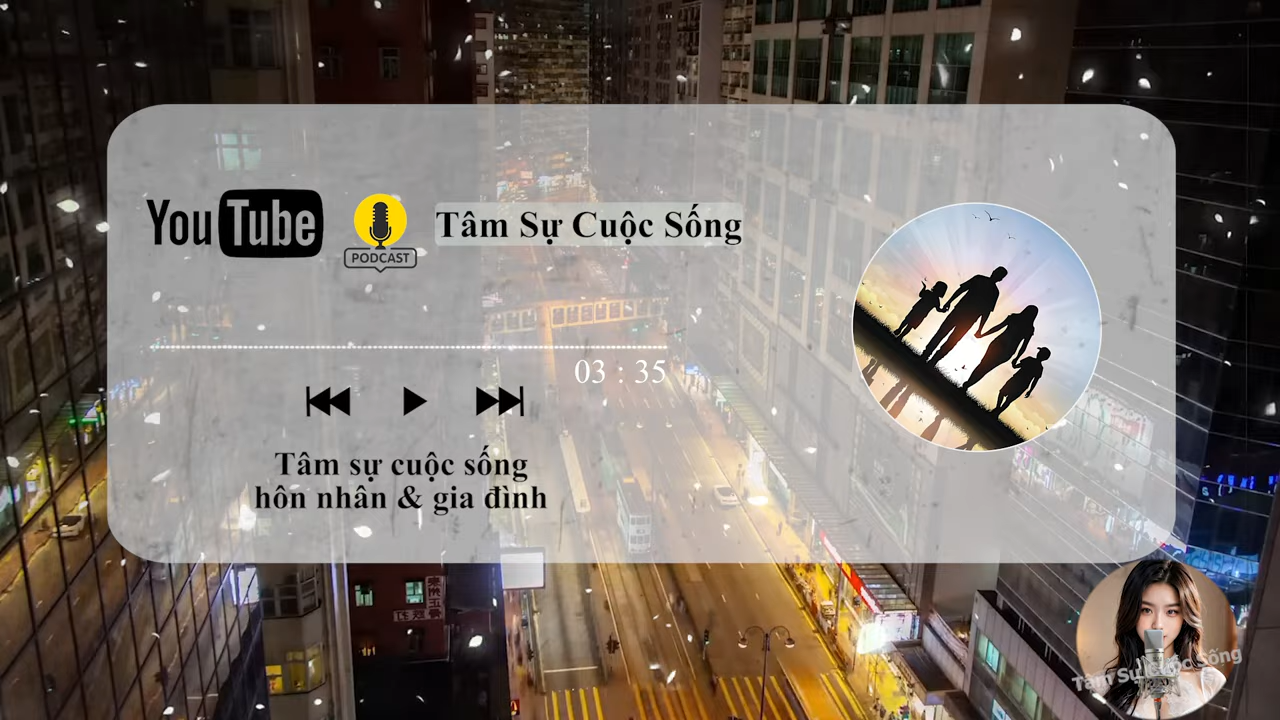 YouTube
PODCAST
Tâm Sự Cuộc Sống
03 : 35
Tâm sự cuộc sống
hôn nhân & gia đình
Tâm Sự Cuộc Sống